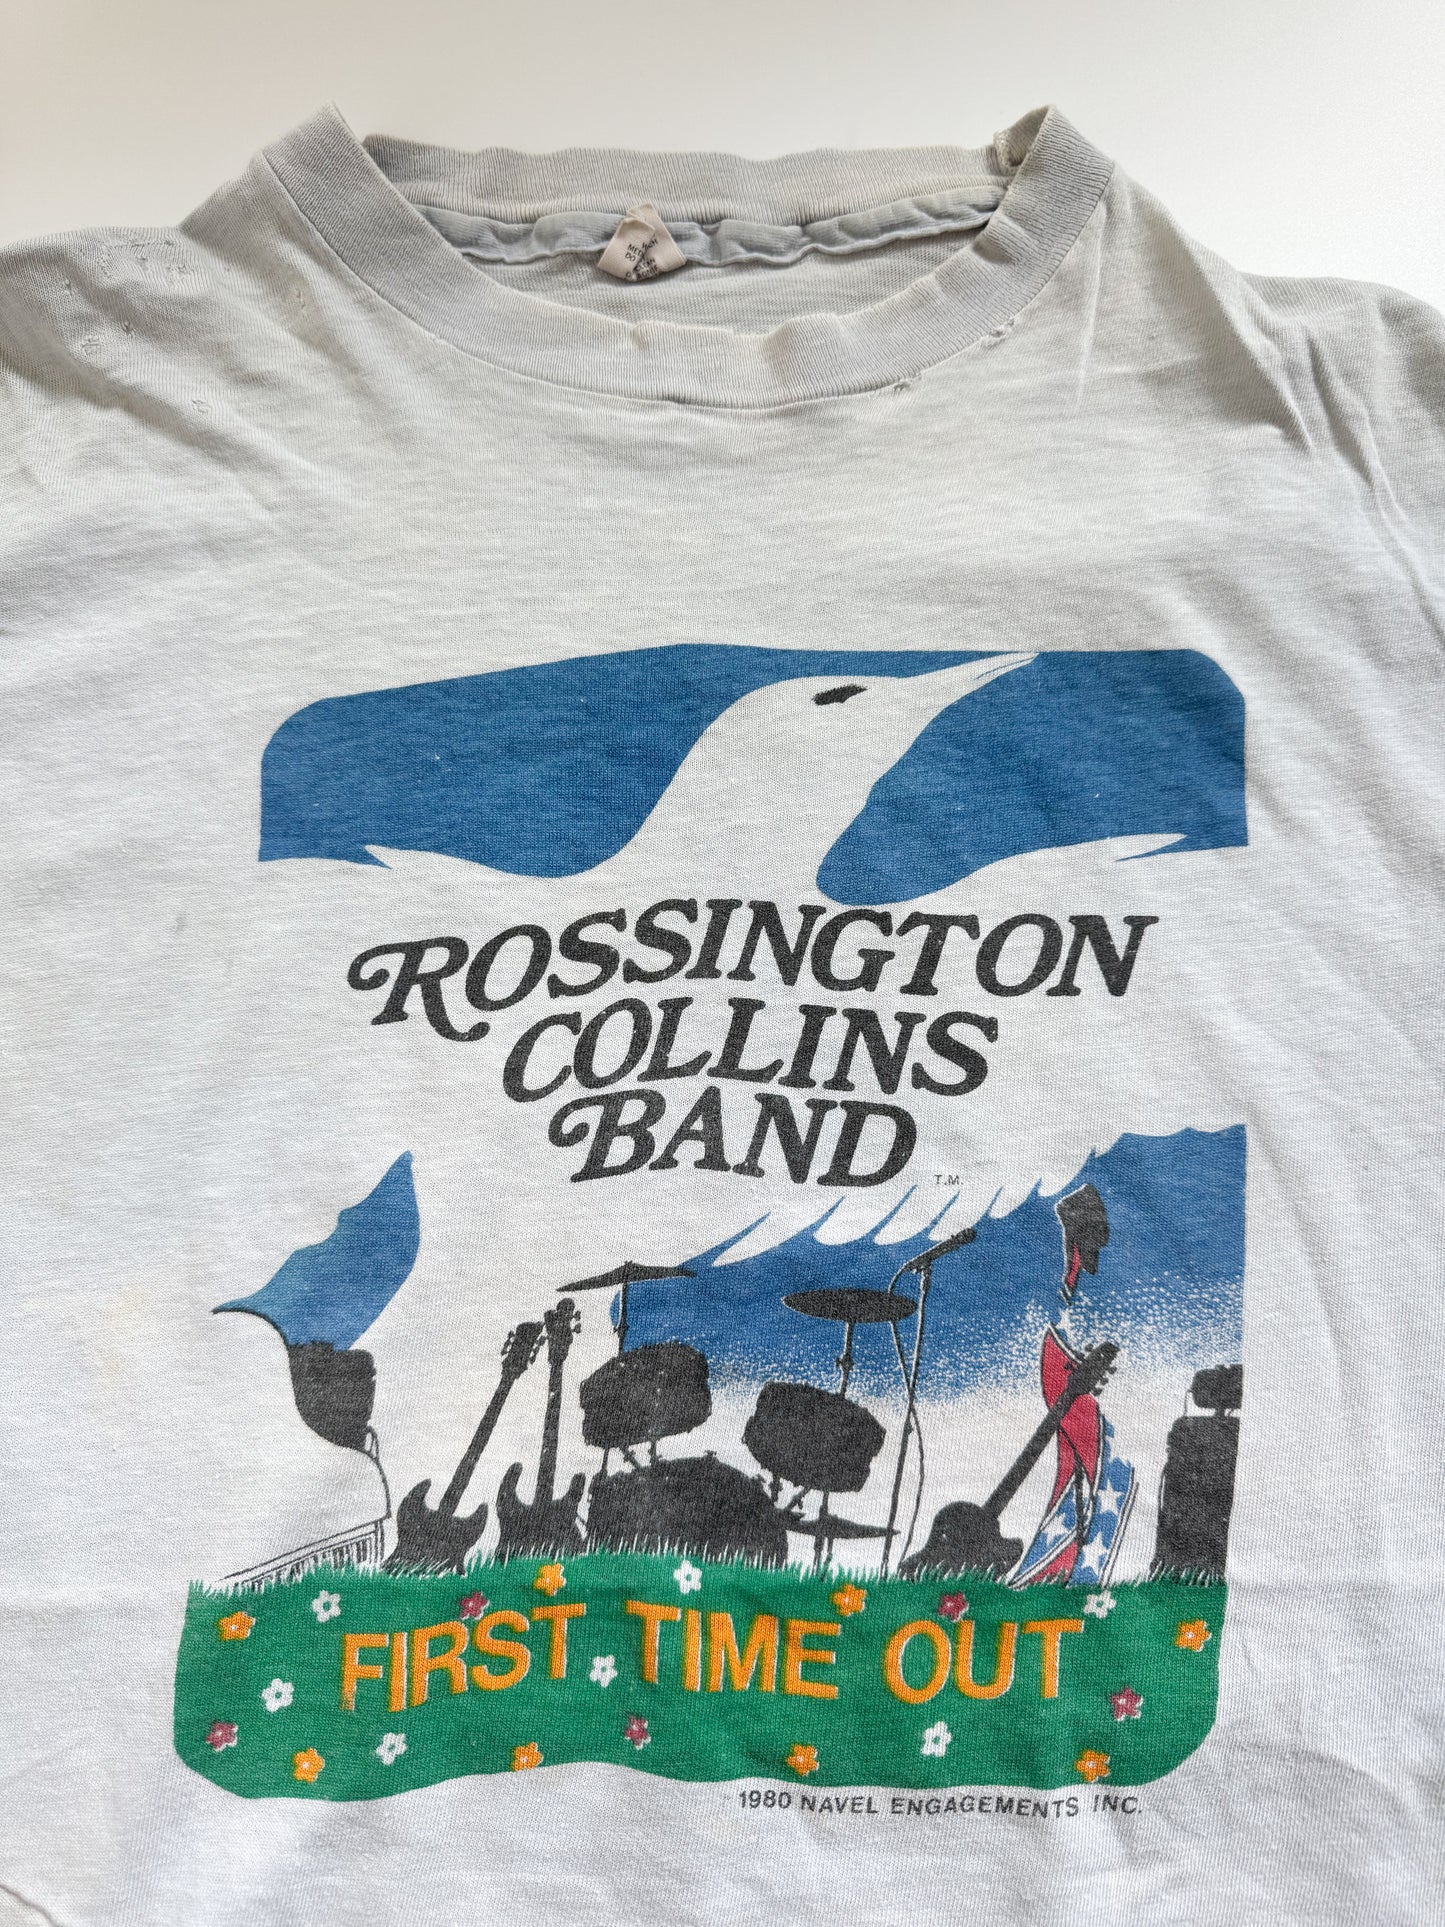 ROSSINGTON
COLLINS
BAND
T.M.
FIRST TIME OUT
1980 NAVEL ENGAGEMENTS INC.